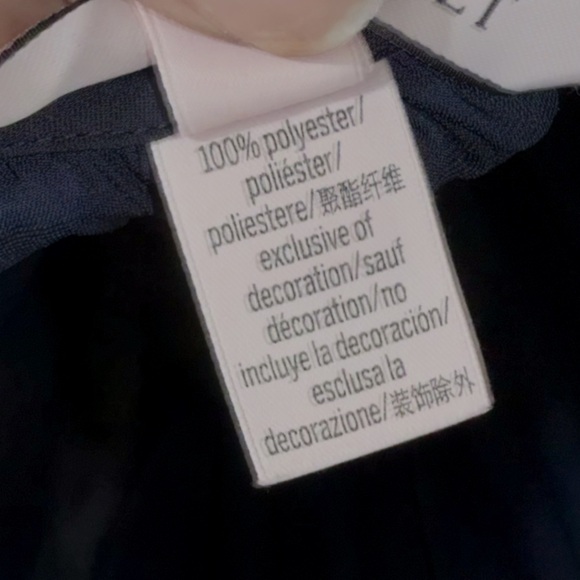 100% polyester/
poliéster/
poliestere/聚酯纤维
exclusive of
decoration/sauf
décoration/no
incluye la decoración/
esclusa la
decorazione/装饰除外